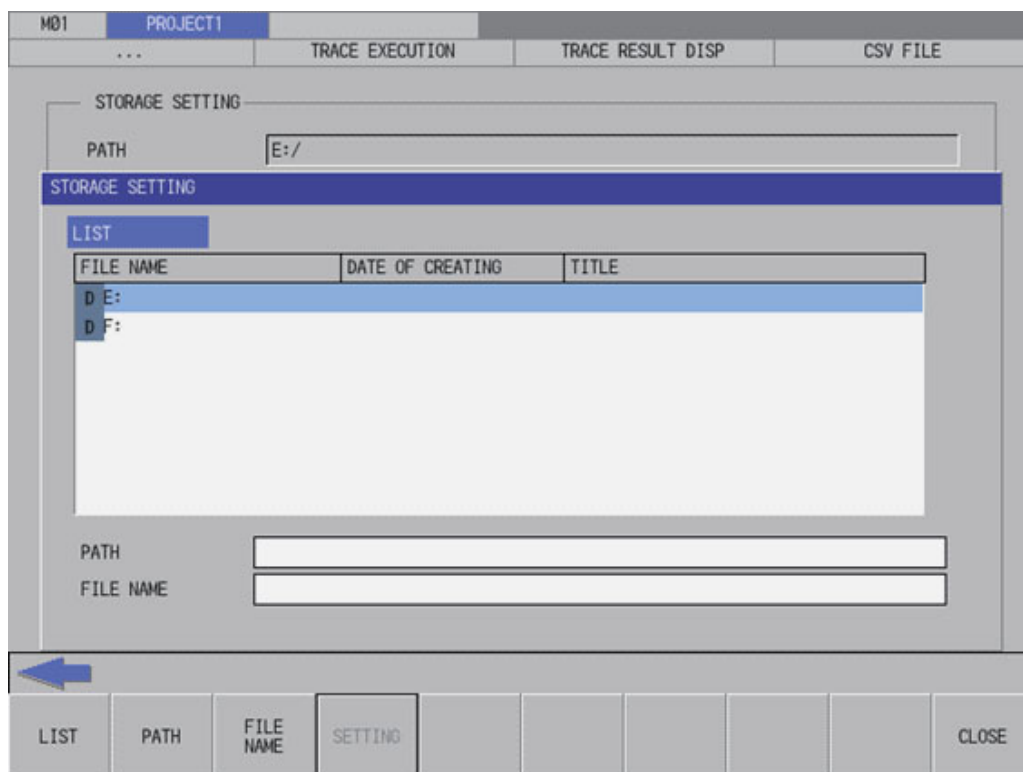 MØ1 PROJECT1
... TRACE EXECUTION TRACE RESULT DISP CSV FILE
STORAGE SETTING
PATH E:/
STORAGE SETTING
LIST
FILE NAME DATE OF CREATING TITLE
D E:
D F:
PATH
FILE NAME
LIST PATH FILE NAME SETTING CLOSE